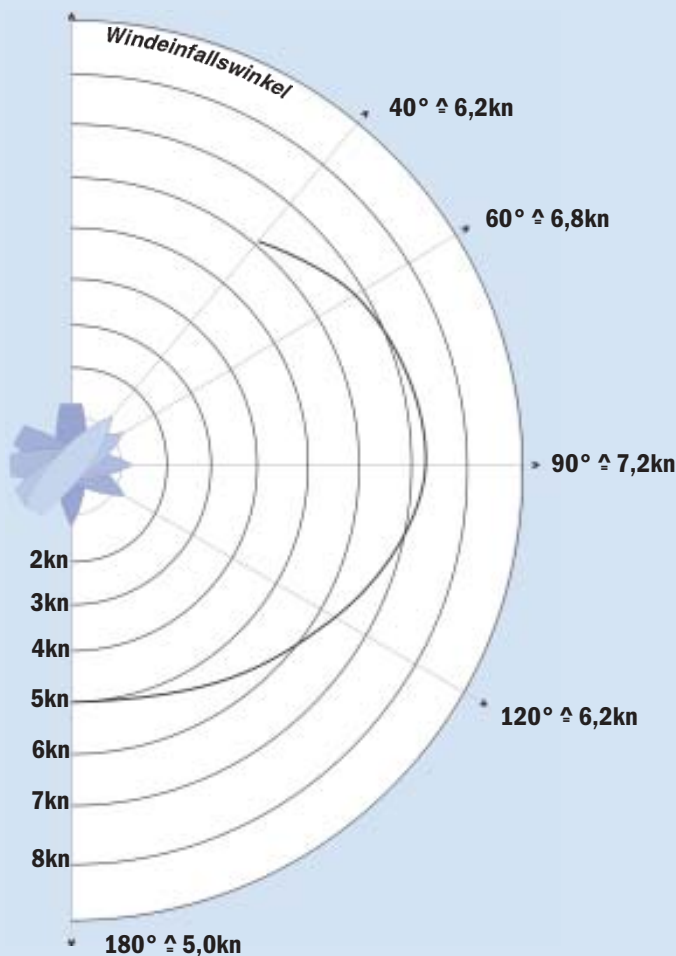 Windeinfallswinkel
40° ≙ 6,2kn
60° ≙ 6,8kn
90° ≙ 7,2kn
2kn
3kn
4kn
5kn
6kn
7kn
8kn
120° ≙ 6,2kn
180° ≙ 5,0kn